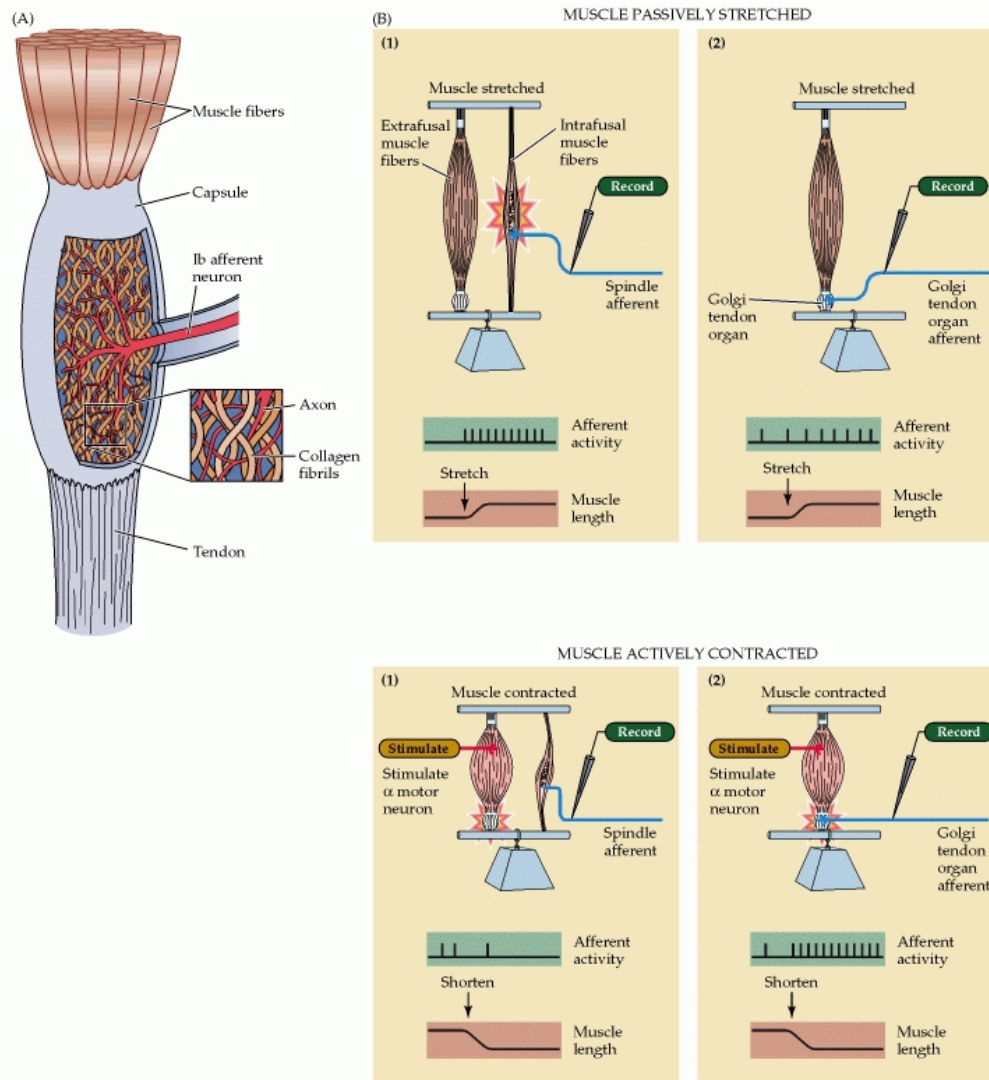 (A)
Muscle fibers
Capsule
Ib afferent
neuron
Axon
Collagen
fibrils
Tendon
(B)
MUSCLE PASSIVELY STRETCHED
(1)
Muscle stretched
Extrafusal
muscle
fibers
Intrafusal
muscle
fibers
Record
Spindle
afferent
Afferent
activity
Stretch
Muscle
length
(2)
Muscle stretched
Record
Golgi
tendon
organ
Golgi
tendon
organ
afferent
Afferent
activity
Stretch
Muscle
length
MUSCLE ACTIVELY CONTRACTED
(1)
Muscle contracted
Stimulate
Record
Stimulate
α motor
neuron
Spindle
afferent
Afferent
activity
Shorten
Muscle
length
(2)
Muscle contracted
Stimulate
Record
Stimulate
α motor
neuron
Golgi
tendon
organ
afferent
Afferent
activity
Shorten
Muscle
length